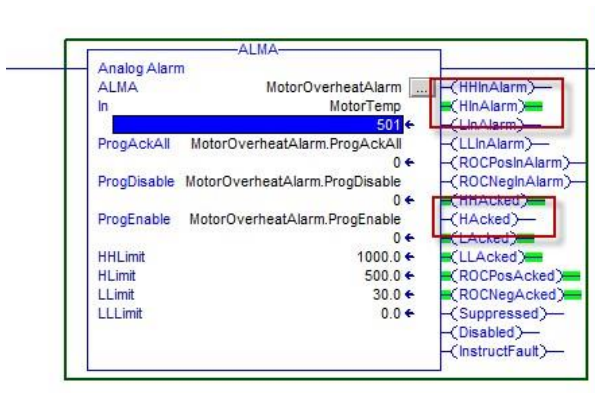 ALMA
Analog Alarm
ALMA MotorOverheatAlarm ... (HHInAlarm)
In MotorTemp (HInAlarm)
501 (LInAlarm)
ProgAckAll MotorOverheatAlarm.ProgAckAll (LLInAlarm)
0 (ROCPosInAlarm)
ProgDisable MotorOverheatAlarm.ProgDisable (ROCNegInAlarm)
0 (HHAcked)
ProgEnable MotorOverheatAlarm.ProgEnable (HAcked)
0 (LAcked)
HHLimit 1000.0 (LLAcked)
HLimit 500.0 (ROCPosAcked)
LLimit 30.0 (ROCNegAcked)
LLLimit 0.0 (Suppressed)
(Disabled)
(InstructFault)